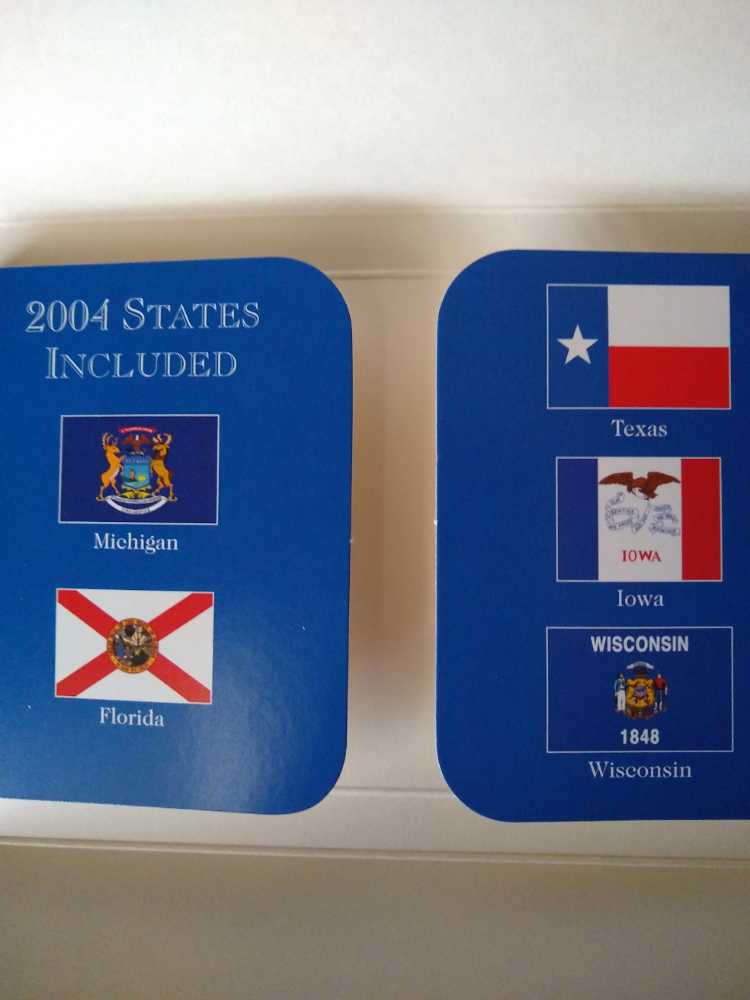 2004 STATES
INCLUDED
Michigan
Florida
Texas
IOWA
Iowa
WISCONSIN
1848
Wisconsin